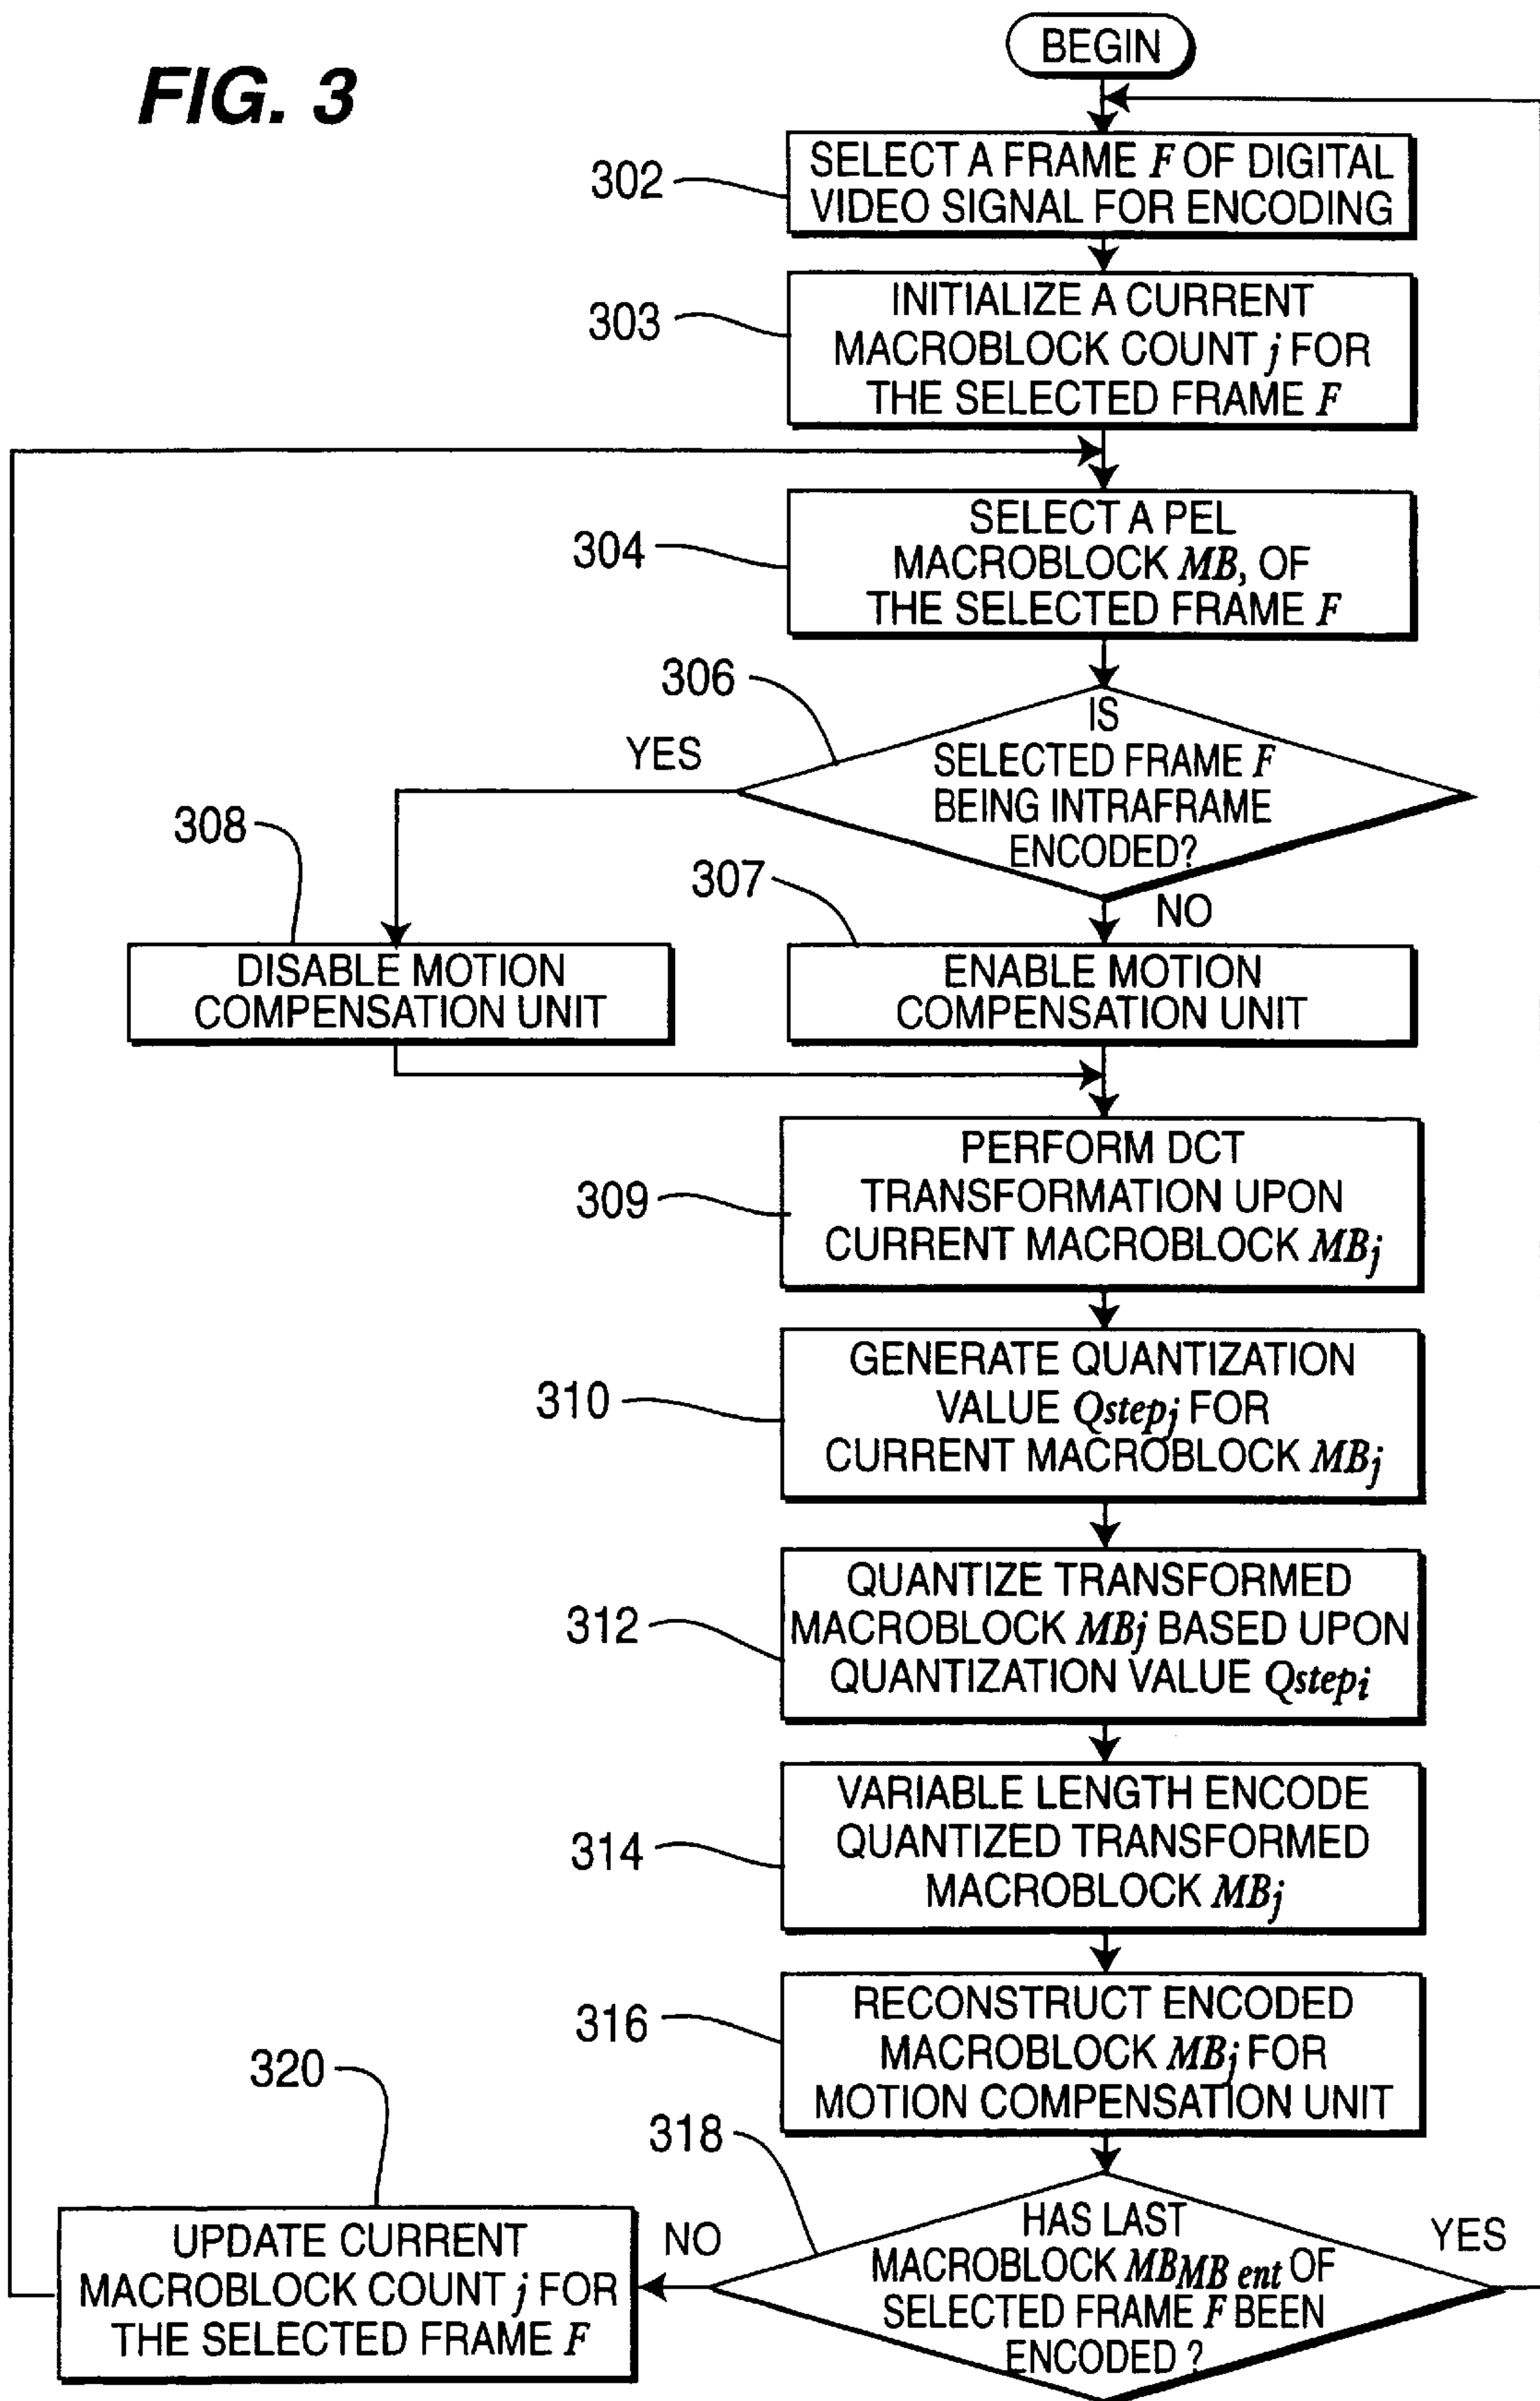 FIG. 3
BEGIN
302
SELECT A FRAME F OF DIGITAL
VIDEO SIGNAL FOR ENCODING
303
INITIALIZE A CURRENT
MACROBLOCK COUNT j FOR
THE SELECTED FRAME F
304
SELECT A PEL
MACROBLOCK MB, OF
THE SELECTED FRAME F
306
IS
SELECTED FRAME F
BEING INTRAFRAME
ENCODED?
YES
NO
308
DISABLE MOTION
COMPENSATION UNIT
307
ENABLE MOTION
COMPENSATION UNIT
309
PERFORM DCT
TRANSFORMATION UPON
CURRENT MACROBLOCK MBj
310
GENERATE QUANTIZATION
VALUE Qstepj FOR
CURRENT MACROBLOCK MBj
312
QUANTIZE TRANSFORMED
MACROBLOCK MBj BASED UPON
QUANTIZATION VALUE Qstepi
314
VARIABLE LENGTH ENCODE
QUANTIZED TRANSFORMED
MACROBLOCK MBj
316
RECONSTRUCT ENCODED
MACROBLOCK MBj FOR
MOTION COMPENSATION UNIT
318
HAS LAST
MACROBLOCK MBMB ent OF
SELECTED FRAME F BEEN
ENCODED?
YES
NO
320
UPDATE CURRENT
MACROBLOCK COUNT j FOR
THE SELECTED FRAME F